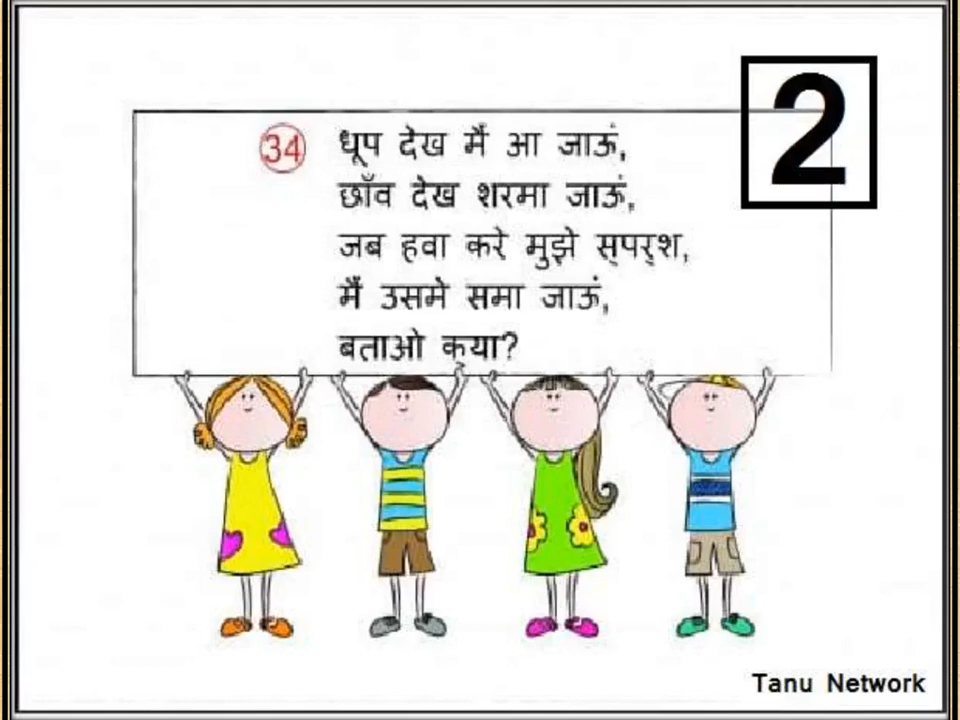 2
34 धूप देख मैं आ जाऊं,
छाँव देख शरमा जाऊं,
जब हवा करे मुझे स्पर्श,
मैं उसमे समा जाऊं,
बताओ क्या?
Tanu Network